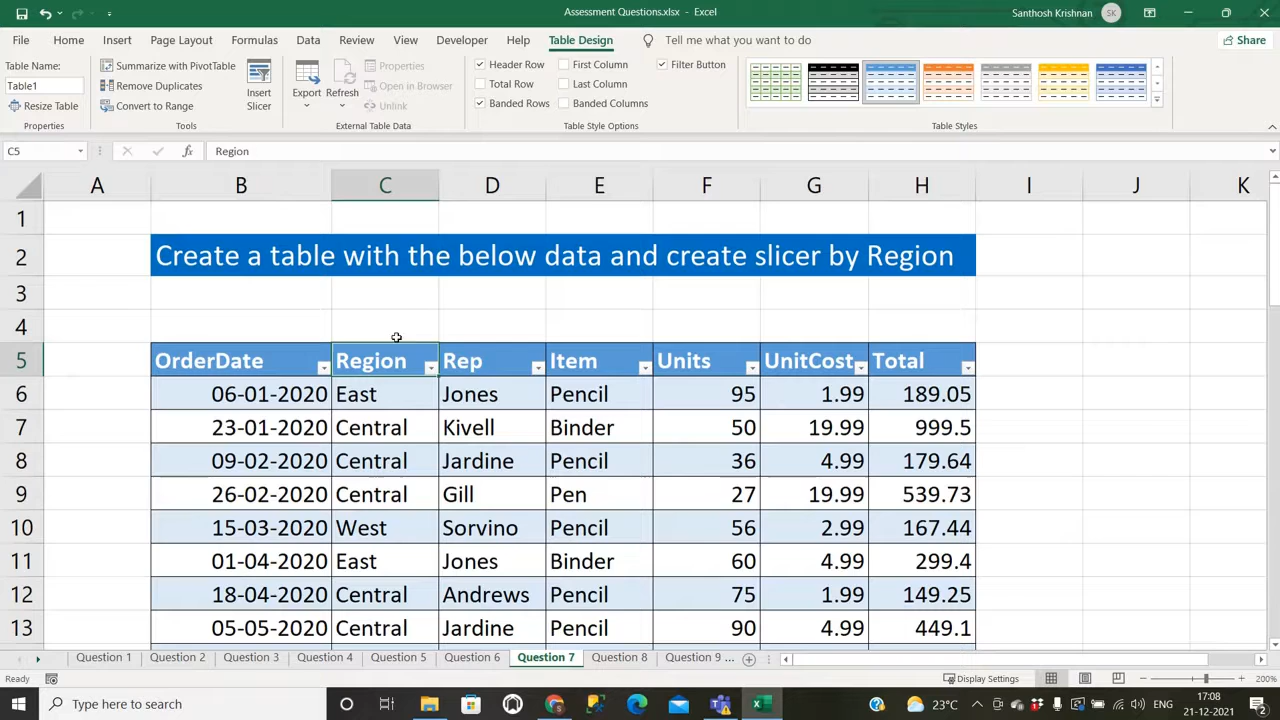 Assessment Questions.xlsx - Excel
Santhosh Krishnan SK
File Home Insert Page Layout Formulas Data Review View Developer Help Table Design Tell me what you want to do Share
Table Name:
Table1
Resize Table
Properties
Summarize with PivotTable
Remove Duplicates
Convert to Range
Insert
Slicer
Tools
Export Refresh
Properties
Open in Browser
Unlink
External Table Data
Header Row First Column Filter Button
Total Row Last Column
Banded Rows Banded Columns
Table Style Options
Table Styles
C5 fx Region
A B C D E F G H I J K
1
2 Create a table with the below data and create slicer by Region
3
4
5 OrderDate Region Rep Item Units UnitCost Total
6 06-01-2020 East Jones Pencil 95 1.99 189.05
7 23-01-2020 Central Kivell Binder 50 19.99 999.5
8 09-02-2020 Central Jardine Pencil 36 4.99 179.64
9 26-02-2020 Central Gill Pen 27 19.99 539.73
10 15-03-2020 West Sorvino Pencil 56 2.99 167.44
11 01-04-2020 East Jones Binder 60 4.99 299.4
12 18-04-2020 Central Andrews Pencil 75 1.99 149.25
13 05-05-2020 Central Jardine Pencil 90 4.99 449.1
Question 1 Question 2 Question 3 Question 4 Question 5 Question 6 Question 7 Question 8 Question 9 ...
Ready Display Settings 200%
Type here to search
23°C
17:08
21-12-2021
2